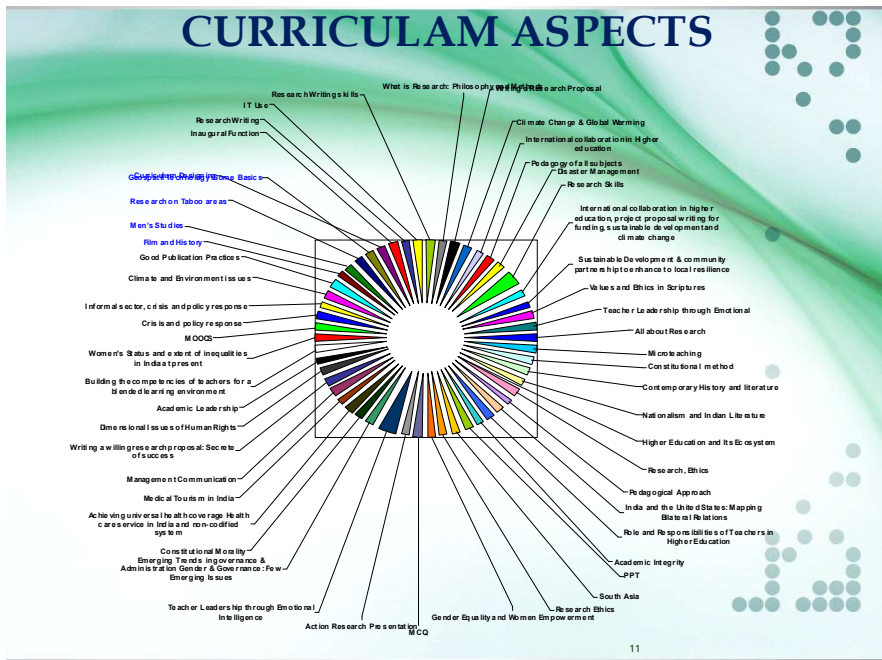 CURRICULAM ASPECTS
What is Research: Philosophy and Methods
Writing a Research Proposal
Climate Change & Global Warming
International collaboration in Higher
education
Pedagogy of all subjects
Disaster Management
Research Skills
International collaboration in higher
education, project proposal writing for
funding, sustainable development and
climate change
Sustainable Development & community
partnership to enhance to local resilience
Values and Ethics in Scriptures
Teacher Leadership through Emotional
All about Research
Microteaching
Constitutional method
Contemporary History and literature
Nationalism and Indian Literature
Higher Education and Its Ecosystem
Research, Ethics
Pedagogical Approach
India and the United States: Mapping
Bilateral Relations
Role and Responsibilities of Teachers in
Higher Education
Academic Integrity
PPT
South Asia
Research Ethics
Gender Equality and Women Empowerment
MCQ
Action Research Presentation
Teacher Leadership through Emotional
Intelligence
Emerging Trends in governance &
Administration Gender & Governance: Few
Emerging Issues
Constitutional Morality
Achieving universal health coverage Health
care service in India and non-codified
system
Medical Tourism in India
Management Communication
Writing a willing research proposal: Secrete
of success
Dimensional Issues of Human Rights
Academic Leadership
Building the competencies of teachers for a
blended learning environment
Women's Status and extent of inequalities
in India at present
MOOCS
Crisis and policy response
Informal sector, crisis and policy response
Climate and Environment issues
Good Publication Practices
Film and History
Men's Studies
Research on Taboo areas
Geospatil Technology Some Basics
Curriculum Designing
Inaugural Function
Research Writing
IT Use
Research Writing skills
11